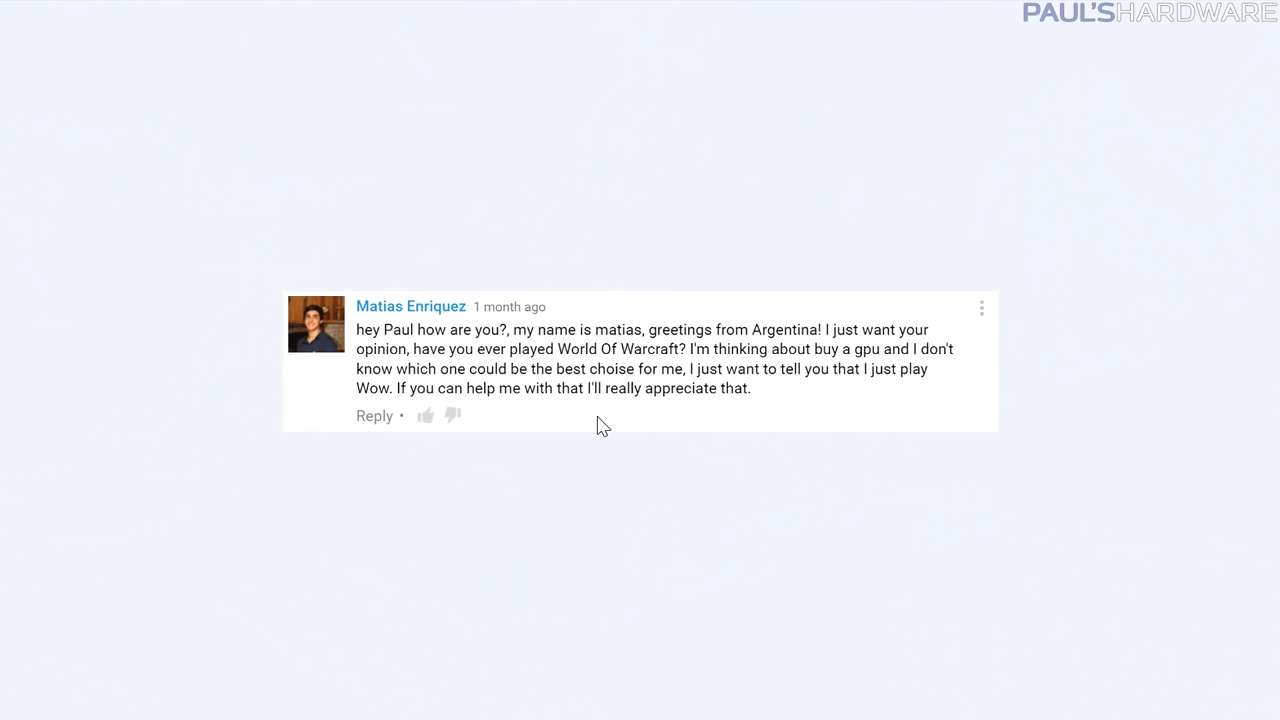 PAUL'SHARDWARE
Matias Enriquez 1 month ago
hey Paul how are you?, my name is matias, greetings from Argentina! I just want your
opinion, have you ever played World Of Warcraft? I'm thinking about buy a gpu and I don't
know which one could be the best choise for me, I just want to tell you that I just play
Wow. If you can help me with that I'll really appreciate that.
Reply •